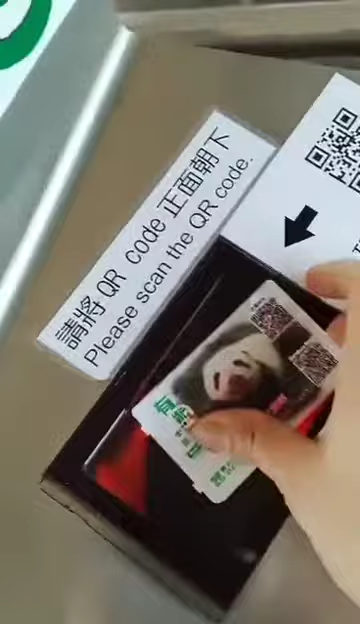 請將 QR code 正面朝下
Please scan the QR code.